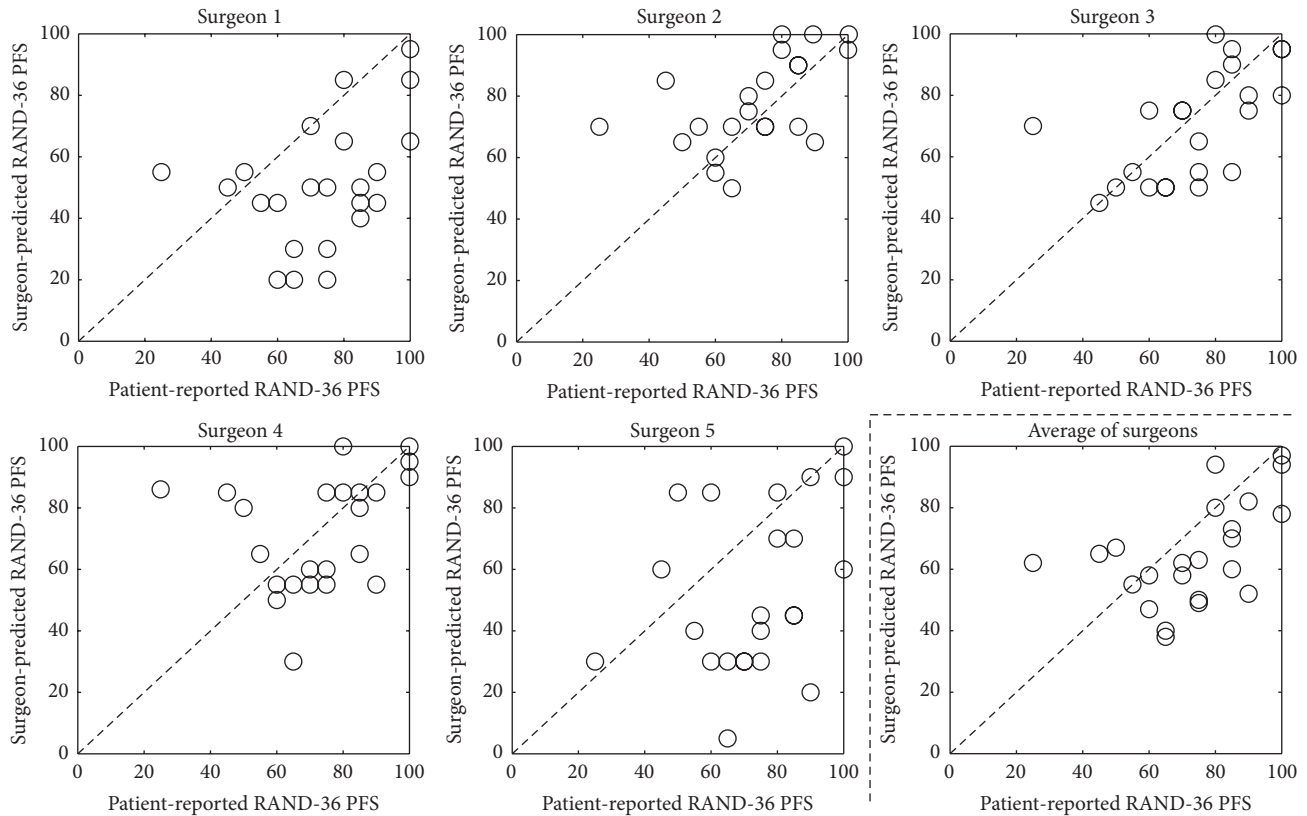 Surgeon 1
Surgeon-predicted RAND-36 PFS
100
80
60
40
20
0
0 20 40 60 80 100
Patient-reported RAND-36 PFS
Surgeon 2
Surgeon-predicted RAND-36 PFS
100
80
60
40
20
0
0 20 40 60 80 100
Patient-reported RAND-36 PFS
Surgeon 3
Surgeon-predicted RAND-36 PFS
100
80
60
40
20
0
0 20 40 60 80 100
Patient-reported RAND-36 PFS
Surgeon 4
Surgeon-predicted RAND-36 PFS
100
80
60
40
20
0
0 20 40 60 80 100
Patient-reported RAND-36 PFS
Surgeon 5
Surgeon-predicted RAND-36 PFS
100
80
60
40
20
0
0 20 40 60 80 100
Patient-reported RAND-36 PFS
Average of surgeons
Surgeon-predicted RAND-36 PFS
100
80
60
40
20
0
0 20 40 60 80 100
Patient-reported RAND-36 PFS